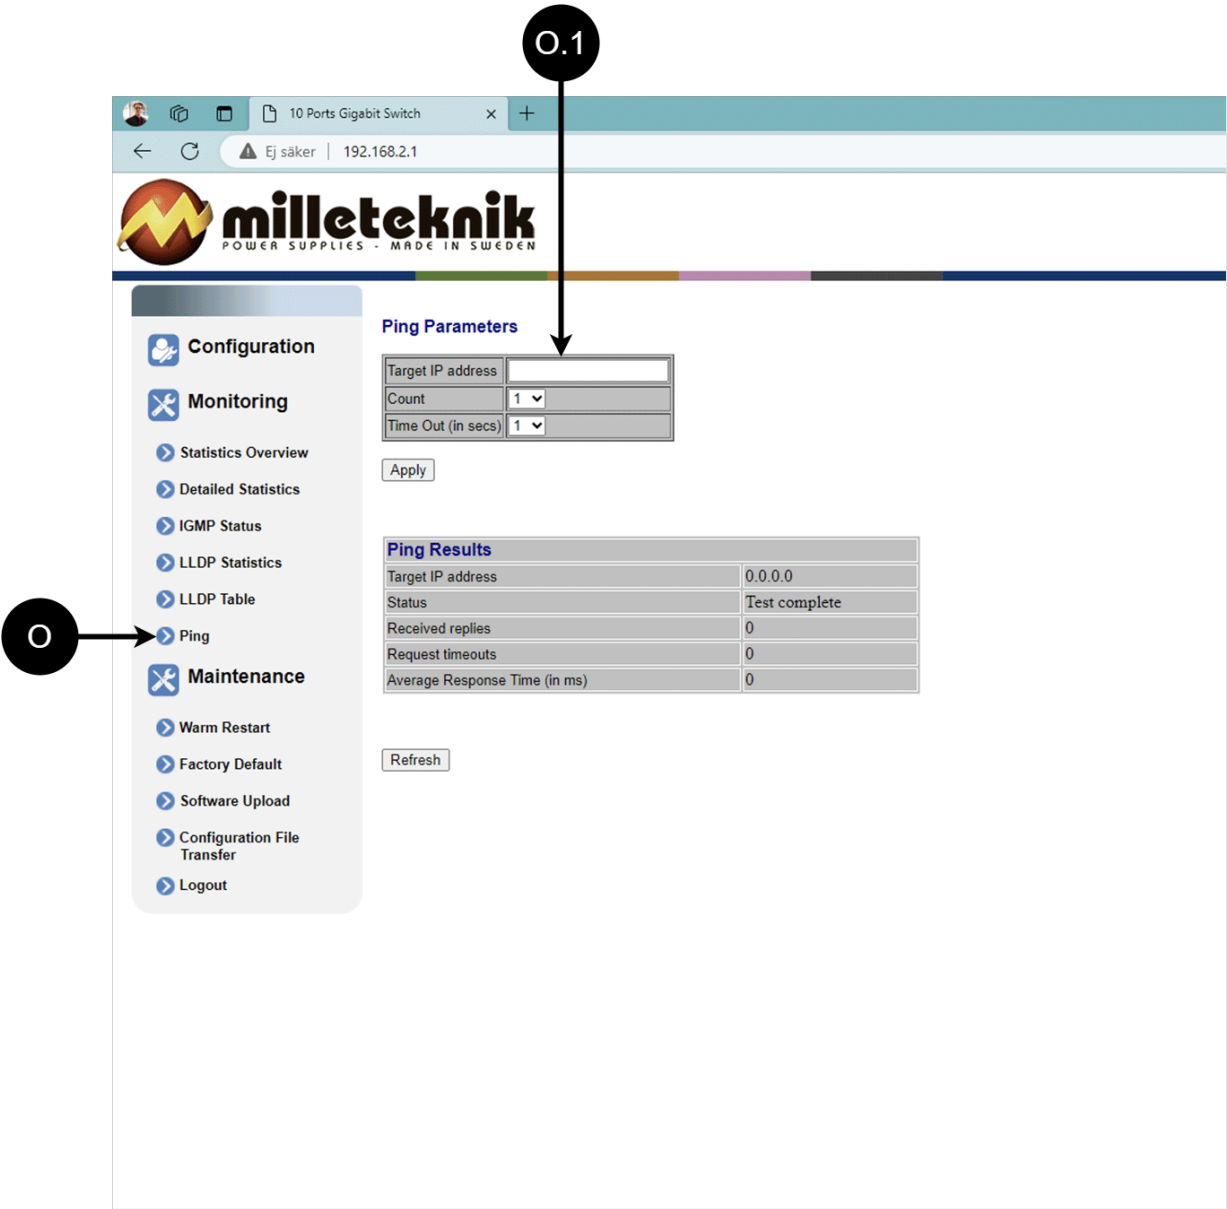 O.1
10 Ports Gigabit Switch
Ej säker | 192.168.2.1
milleteknik
POWER SUPPLIES - MADE IN SWEDEN
Configuration
Monitoring
Statistics Overview
Detailed Statistics
IGMP Status
LLDP Statistics
LLDP Table
O
Ping
Maintenance
Warm Restart
Factory Default
Software Upload
Configuration File
Transfer
Logout
Ping Parameters
Target IP address
Count 1
Time Out (in secs) 1
Apply
Ping Results
Target IP address 0.0.0.0
Status Test complete
Received replies 0
Request timeouts 0
Average Response Time (in ms) 0
Refresh